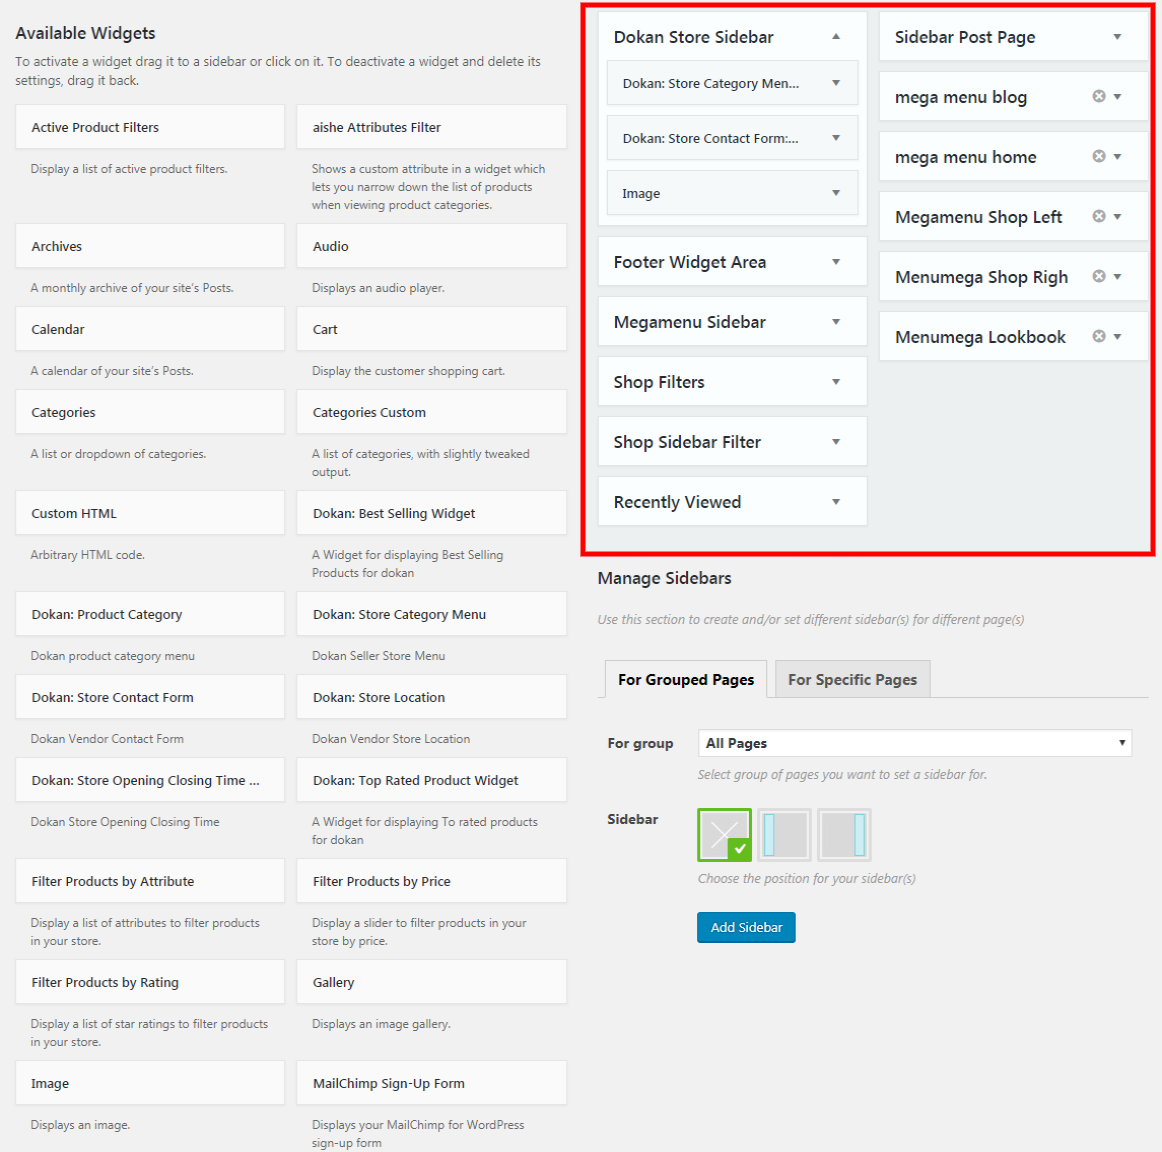 Available Widgets
To activate a widget drag it to a sidebar or click on it. To deactivate a widget and delete its
settings, drag it back.
Active Product Filters
Display a list of active product filters.
aishe Attributes Filter
Shows a custom attribute in a widget which
lets you narrow down the list of products
when viewing product categories.
Archives
A monthly archive of your site's Posts.
Audio
Displays an audio player.
Calendar
A calendar of your site's Posts.
Cart
Display the customer shopping cart.
Categories
A list or dropdown of categories.
Categories Custom
A list of categories, with slightly tweaked
output.
Custom HTML
Arbitrary HTML code.
Dokan: Best Selling Widget
A Widget for displaying Best Selling
Products for dokan
Dokan: Product Category
Dokan product category menu
Dokan: Store Category Menu
Dokan Seller Store Menu
Dokan: Store Contact Form
Dokan Vendor Contact Form
Dokan: Store Location
Dokan Vendor Store Location
Dokan: Store Opening Closing Time ...
Dokan Store Opening Closing Time
Dokan: Top Rated Product Widget
A Widget for displaying To rated products
for dokan
Filter Products by Attribute
Display a list of attributes to filter products
in your store.
Filter Products by Price
Display a slider to filter products in your
store by price.
Filter Products by Rating
Display a list of star ratings to filter products
in your store.
Gallery
Displays an image gallery.
Image
Displays an image.
MailChimp Sign-Up Form
Displays your MailChimp for WordPress
sign-up form
Dokan Store Sidebar
Dokan: Store Category Men...
Dokan: Store Contact Form:...
Image
Footer Widget Area
Megamenu Sidebar
Shop Filters
Shop Sidebar Filter
Recently Viewed
Sidebar Post Page
mega menu blog
mega menu home
Megamenu Shop Left
Menumega Shop Righ
Menumega Lookbook
Manage Sidebars
Use this section to create and/or set different sidebar(s) for different page(s)
For Grouped Pages
For Specific Pages
For group
All Pages
Select group of pages you want to set a sidebar for.
Sidebar
Choose the position for your sidebar(s)
Add Sidebar